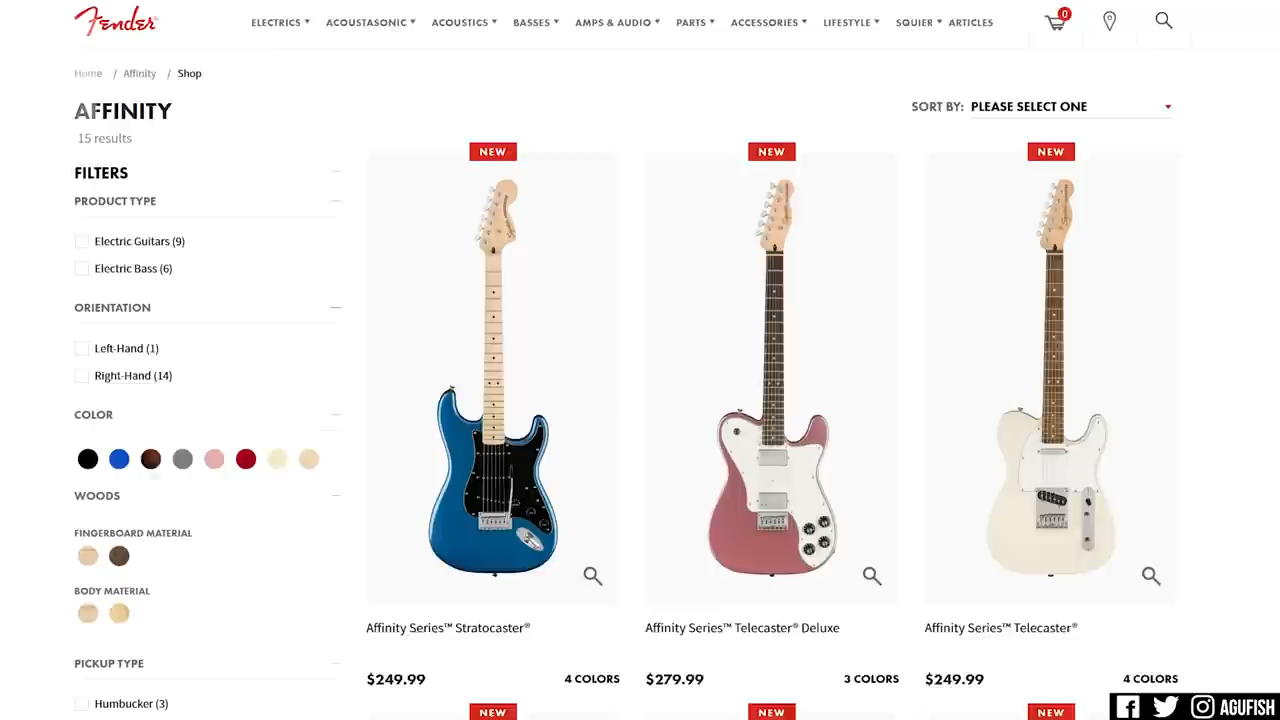 Fender
ELECTRICS ACOUSTASONIC ACOUSTICS BASSES AMPS & AUDIO PARTS ACCESSORIES LIFESTYLE SQUIER ARTICLES
0
Home / Affinity / Shop
AFFINITY
15 results
SORT BY: PLEASE SELECT ONE
FILTERS
PRODUCT TYPE
Electric Guitars (9)
Electric Bass (6)
ORIENTATION
Left-Hand (1)
Right-Hand (14)
COLOR
WOODS
FINGERBOARD MATERIAL
BODY MATERIAL
PICKUP TYPE
Humbucker (3)
NEW
NEW
NEW
Affinity Series™ Stratocaster®
Affinity Series™ Telecaster® Deluxe
Affinity Series™ Telecaster®
$249.99 4 COLORS
$279.99 3 COLORS
$249.99 4 COLORS
NEW
NEW
NEW
AGUFISH